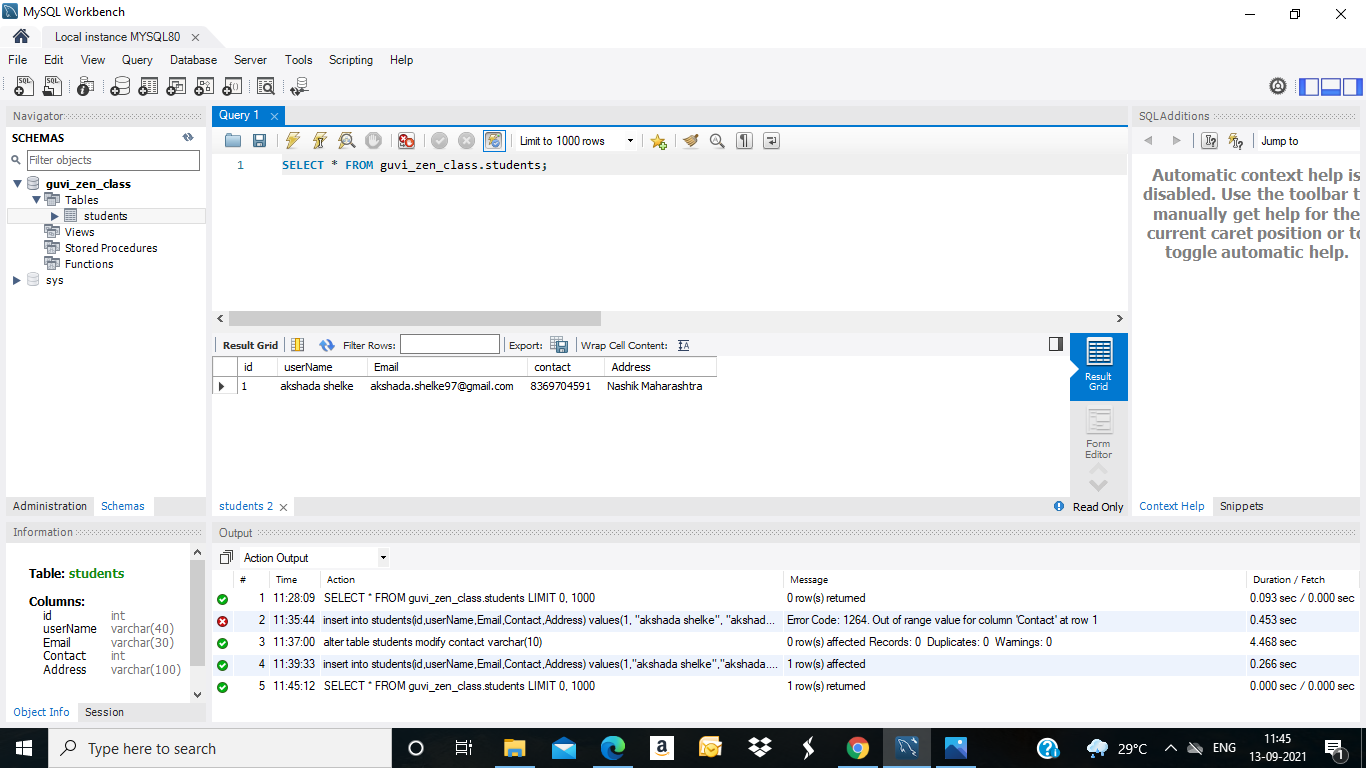 MySQL Workbench
Local instance MYSQL80
File Edit View Query Database Server Tools Scripting Help
Navigator
SCHEMAS
Filter objects
guvi_zen_class
Tables
students
Views
Stored Procedures
Functions
sys
Administration Schemas
Query 1
Limit to 1000 rows
1 SELECT * FROM guvi_zen_class.students;
Result Grid Filter Rows: Export: Wrap Cell Content:
id userName Email contact Address
1 akshada shelke akshada.shelke97@gmail.com 8369704591 Nashik Maharashtra
Result Grid
Form Editor
students 2
Read Only
SQLAdditions
Jump to
Automatic context help is
disabled. Use the toolbar t
manually get help for the
current caret position or to
toggle automatic help.
Context Help Snippets
Information
Table: students
Columns:
id int
userName varchar(40)
Email varchar(30)
Contact int
Address varchar(100)
Object Info Session
Output
Action Output
# Time Action Message Duration / Fetch
1 11:28:09 SELECT * FROM guvi_zen_class.students LIMIT 0, 1000 0 row(s) returned 0.093 sec / 0.000 sec
2 11:35:44 insert into students(id,userName,Email,Contact,Address) values(1, "akshada shelke", "akshad... Error Code: 1264. Out of range value for column 'Contact' at row 1 0.453 sec
3 11:37:00 alter table students modify contact varchar(10) 0 row(s) affected Records: 0 Duplicates: 0 Warnings: 0 4.468 sec
4 11:39:33 insert into students(id,userName,Email,Contact,Address) values(1,"akshada shelke","akshada.... 1 row(s) affected 0.266 sec
5 11:45:12 SELECT * FROM guvi_zen_class.students LIMIT 0, 1000 1 row(s) returned 0.000 sec / 0.000 sec
Type here to search
29°C
ENG
11:45
13-09-2021
1